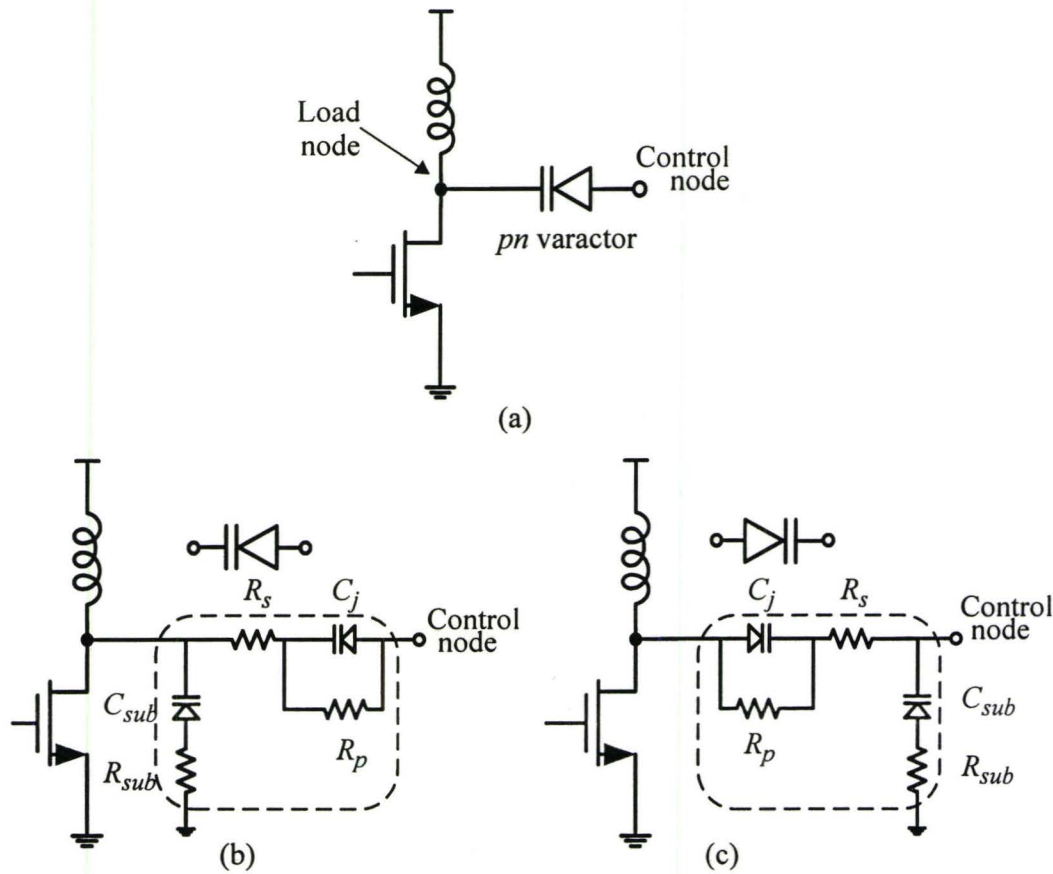 Load
node
Control
node
pn varactor
(a)
R_s
C_j
Control
node
C_sub
R_sub
R_p
(b)
C_j
R_s
Control
node
R_p
C_sub
R_sub
(c)